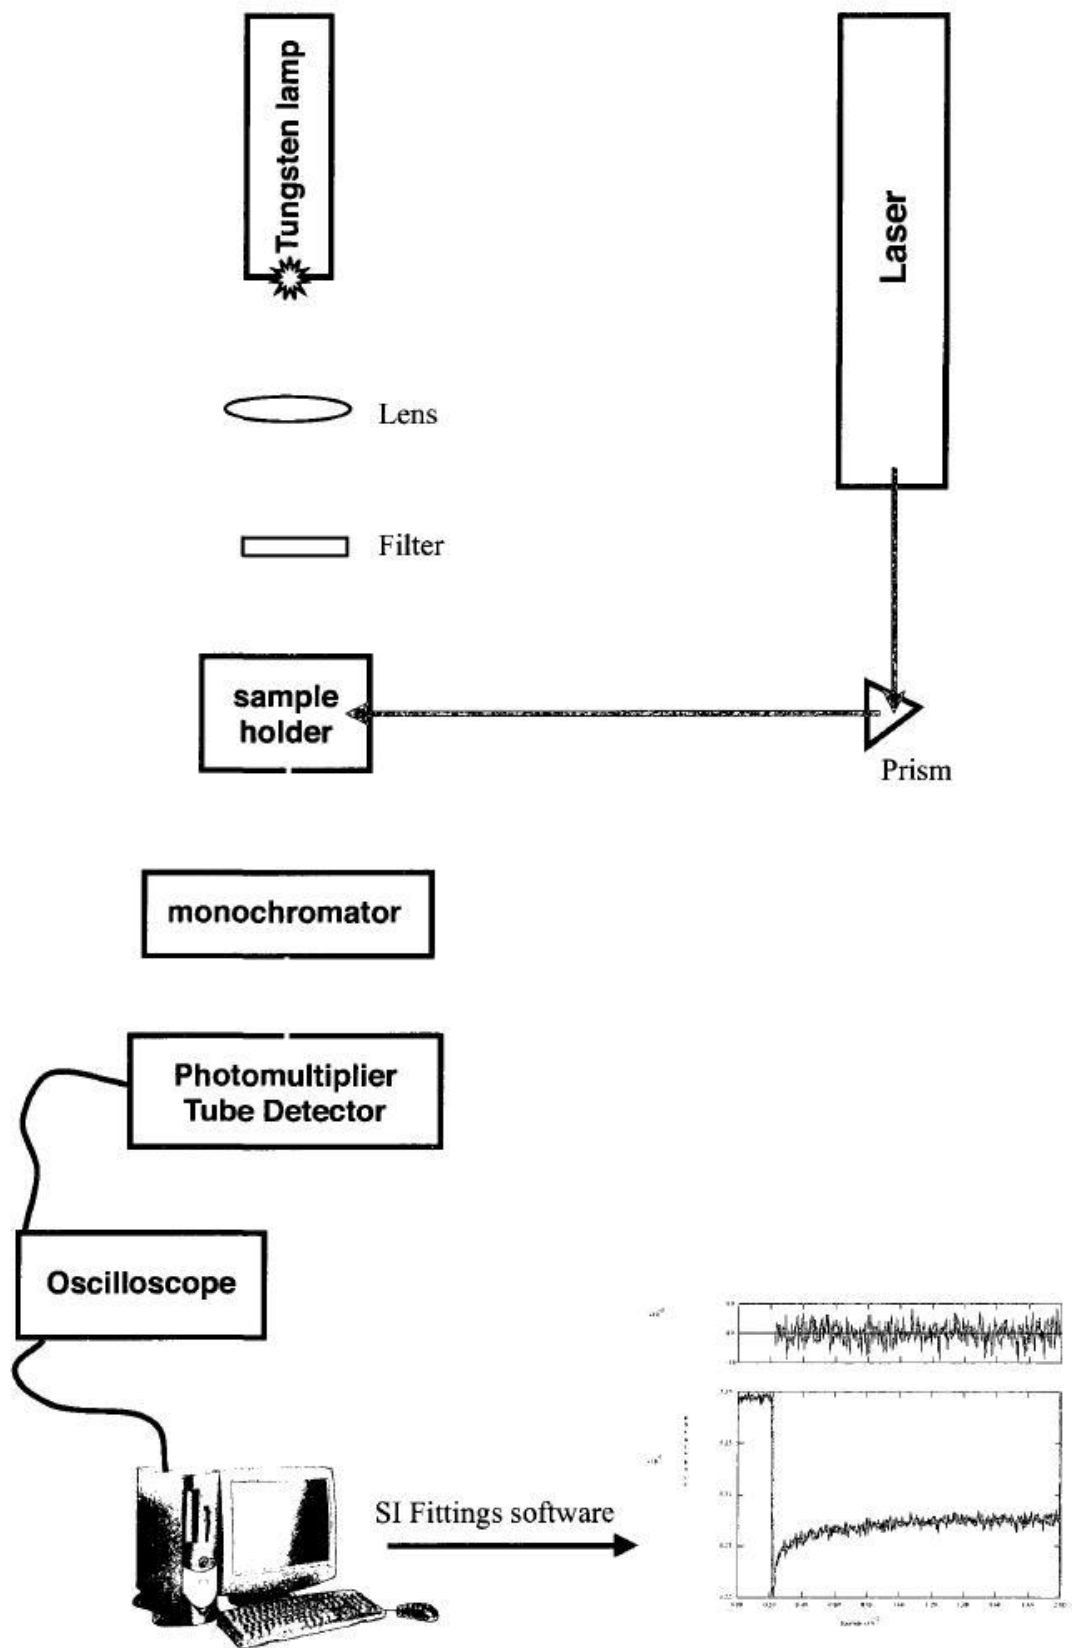 Tungsten lamp
Laser
Lens
Filter
sample
holder
Prism
monochromator
Photomultiplier
Tube Detector
Oscilloscope
SI Fittings software